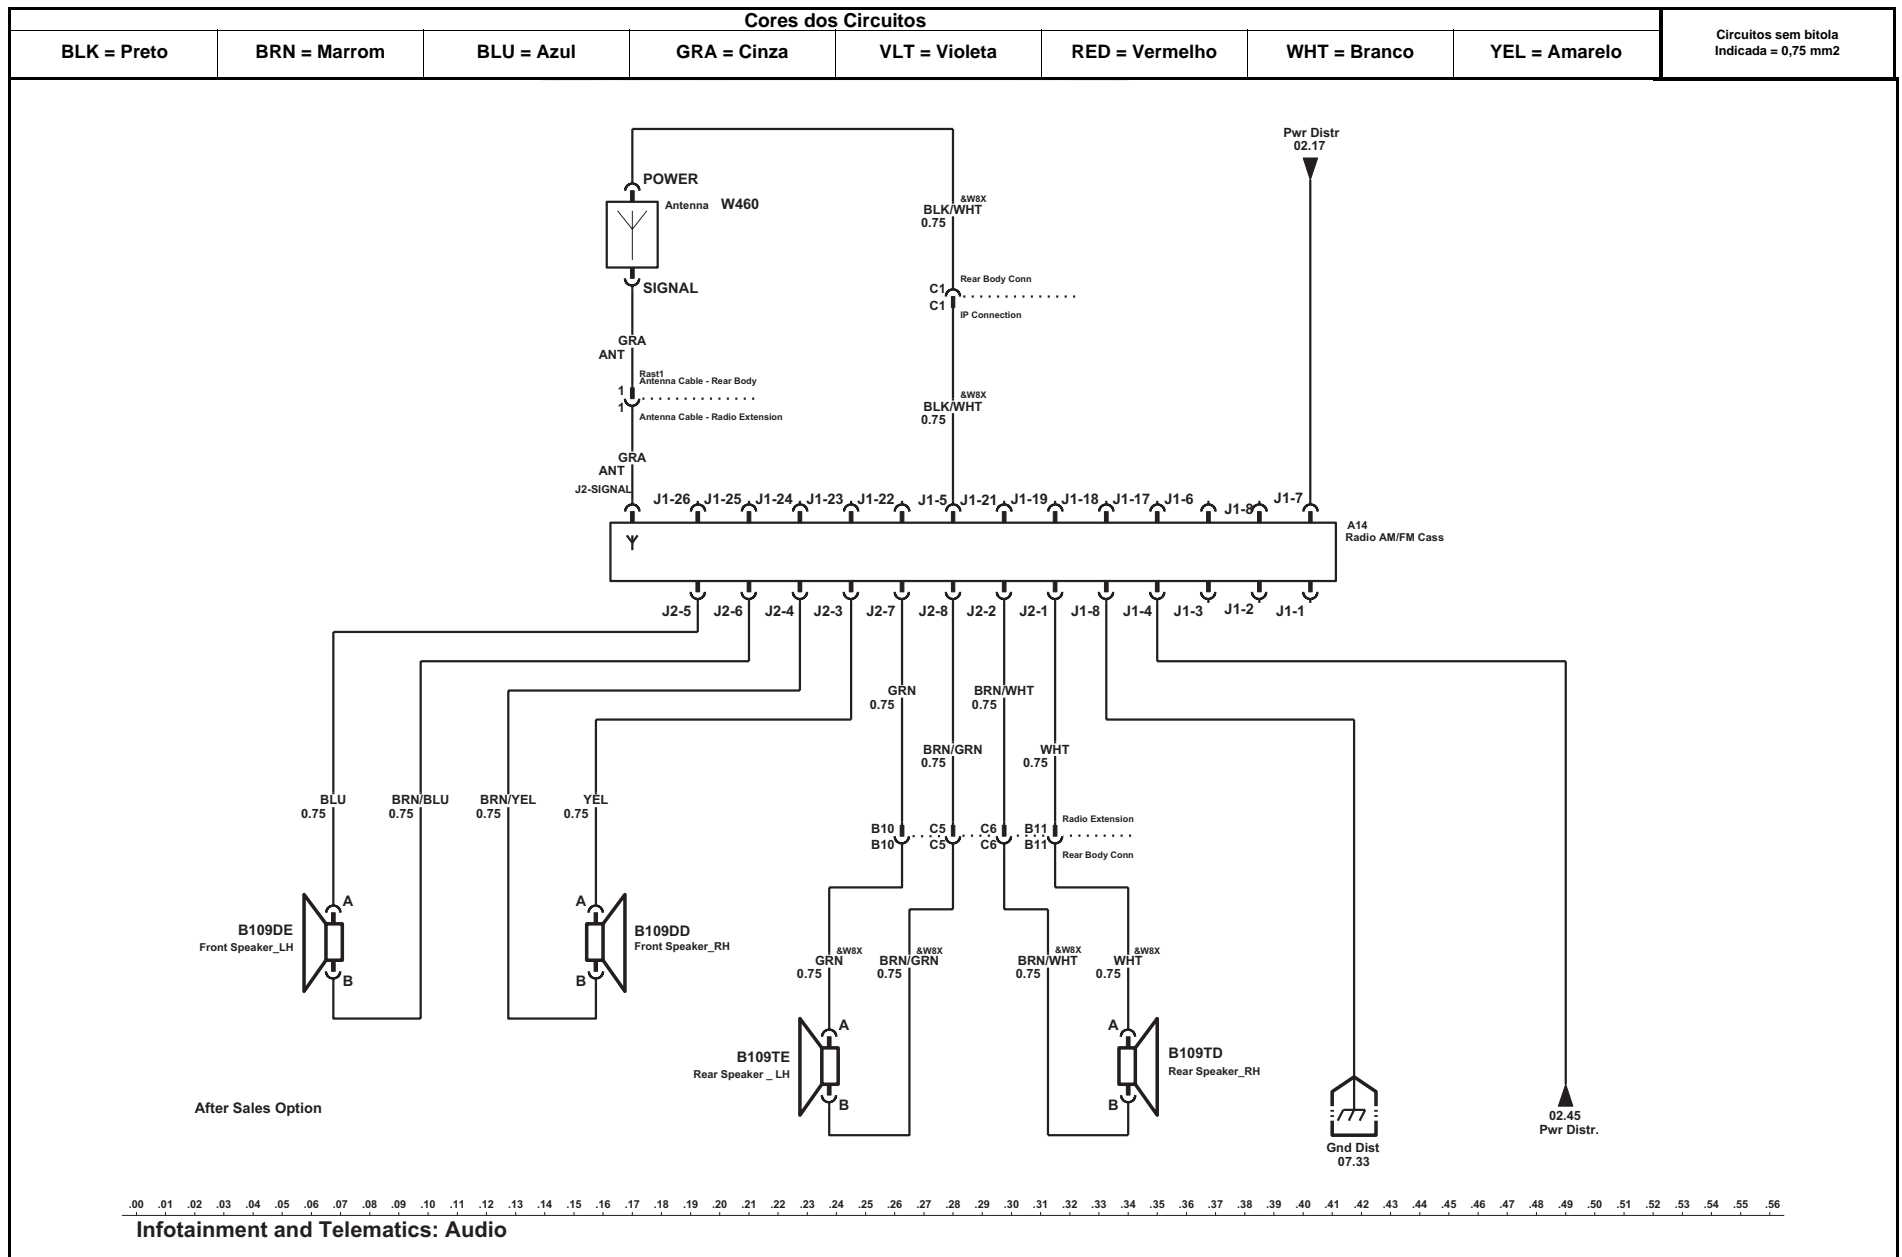 Cores dos Circuitos
BLK = Preto
BRN = Marrom
BLU = Azul
GRA = Cinza
VLT = Violeta
RED = Vermelho
WHT = Branco
YEL = Amarelo
Circuitos sem bitola
Indicada = 0,75 mm2
Pwr Distr
02.17
POWER
Antenna W460
SIGNAL
&W8X
BLK/WHT
0.75
Rear Body Conn
C1
C1
IP Connection
GRA
ANT
Rast1
Antenna Cable - Rear Body
1
1
Antenna Cable - Radio Extension
&W8X
BLK/WHT
0.75
GRA
ANT
J2-SIGNAL
J1-26
J1-25
J1-24
J1-23
J1-22
J1-5
J1-21
J1-19
J1-18
J1-17
J1-6
J1-8
J1-7
A14
Radio AM/FM Cass
J2-5
J2-6
J2-4
J2-3
J2-7
J2-8
J2-2
J2-1
J1-8
J1-4
J1-3
J1-2
J1-1
GRN
0.75
BRN/WHT
0.75
BRN/GRN
0.75
WHT
0.75
BLU
0.75
BRN/BLU
0.75
BRN/YEL
0.75
YEL
0.75
Radio Extension
B10
C5
C6
B11
B10
C5
C6
B11
Rear Body Conn
A
B109DE
Front Speaker_LH
B
A
B109DD
Front Speaker_RH
B
&W8X
GRN
0.75
&W8X
BRN/GRN
0.75
&W8X
BRN/WHT
0.75
&W8X
WHT
0.75
A
B109TE
Rear Speaker _ LH
B
A
B109TD
Rear Speaker_RH
B
After Sales Option
Gnd Dist
07.33
02.45
Pwr Distr.
.00 .01 .02 .03 .04 .05 .06 .07 .08 .09 .10 .11 .12 .13 .14 .15 .16 .17 .18 .19 .20 .21 .22 .23 .24 .25 .26 .27 .28 .29 .30 .31 .32 .33 .34 .35 .36 .37 .38 .39 .40 .41 .42 .43 .44 .45 .46 .47 .48 .49 .50 .51 .52 .53 .54 .55 .56
Infotainment and Telematics: Audio